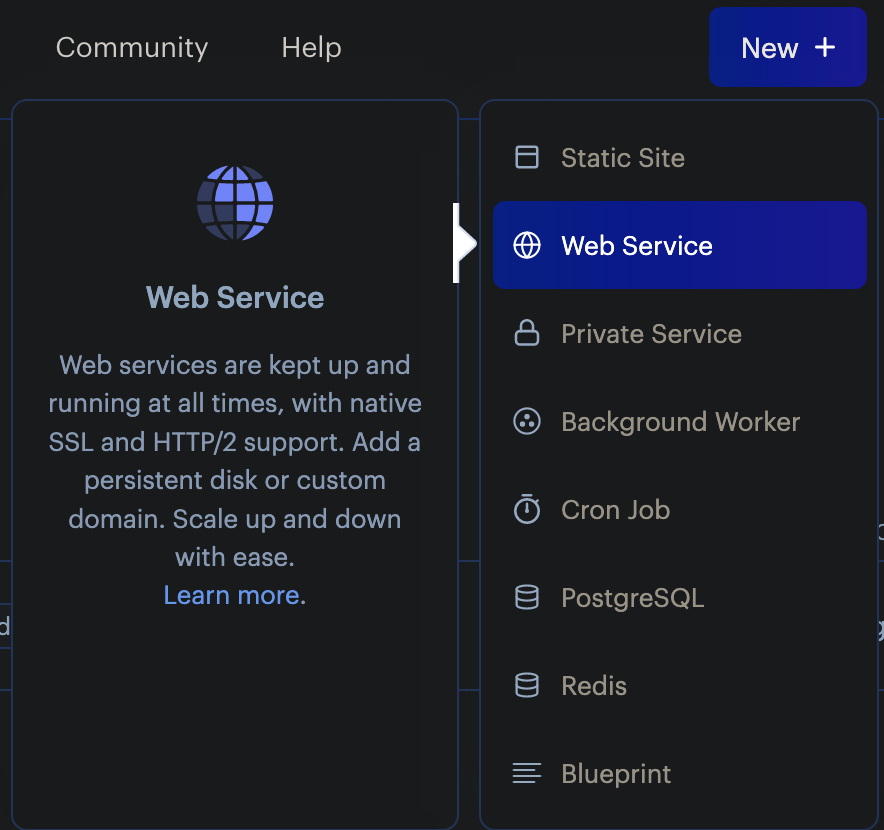 Community
Help
New +
Web Service
Web services are kept up and
running at all times, with native
SSL and HTTP/2 support. Add a
persistent disk or custom
domain. Scale up and down
with ease.
Learn more.
Static Site
Web Service
Private Service
Background Worker
Cron Job
PostgreSQL
Redis
Blueprint